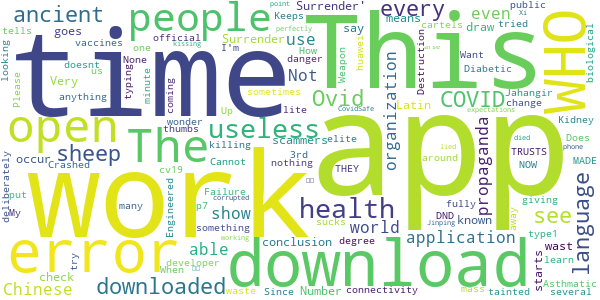 ancient people every
goes official use even
tells vaccines one How say draw
Surrender' Keeps means
Please us Surrender
typing None I'm Not
looking doesnt Very
anything minute coming
time This app OHM
public Xi point kissing perfectly
cartels tried Destruction Weapon huawei
danger Want Diabetic biological
Ovid COVID Latin Jahangir change
organization CovidSafe
open The useless
sometimes lite wonder Up thumbs
killing scammers elite 3rd
sheep occur Crashed cv19
Cannot nothing THEY around
propaganda Kidney Does
TRUSTS NOW MADE
died lied phone
expectations
work health
deliberately put My many
Engineered Failure p7 show
something sucks world
application DND known fully
Jinping giving away type1
see language
error able conclusion degree
developer When try check
Chinese downloaded
waste Since Number connectivity
corrupted working
download
mass tainted starts wast learn
several Asthmatic